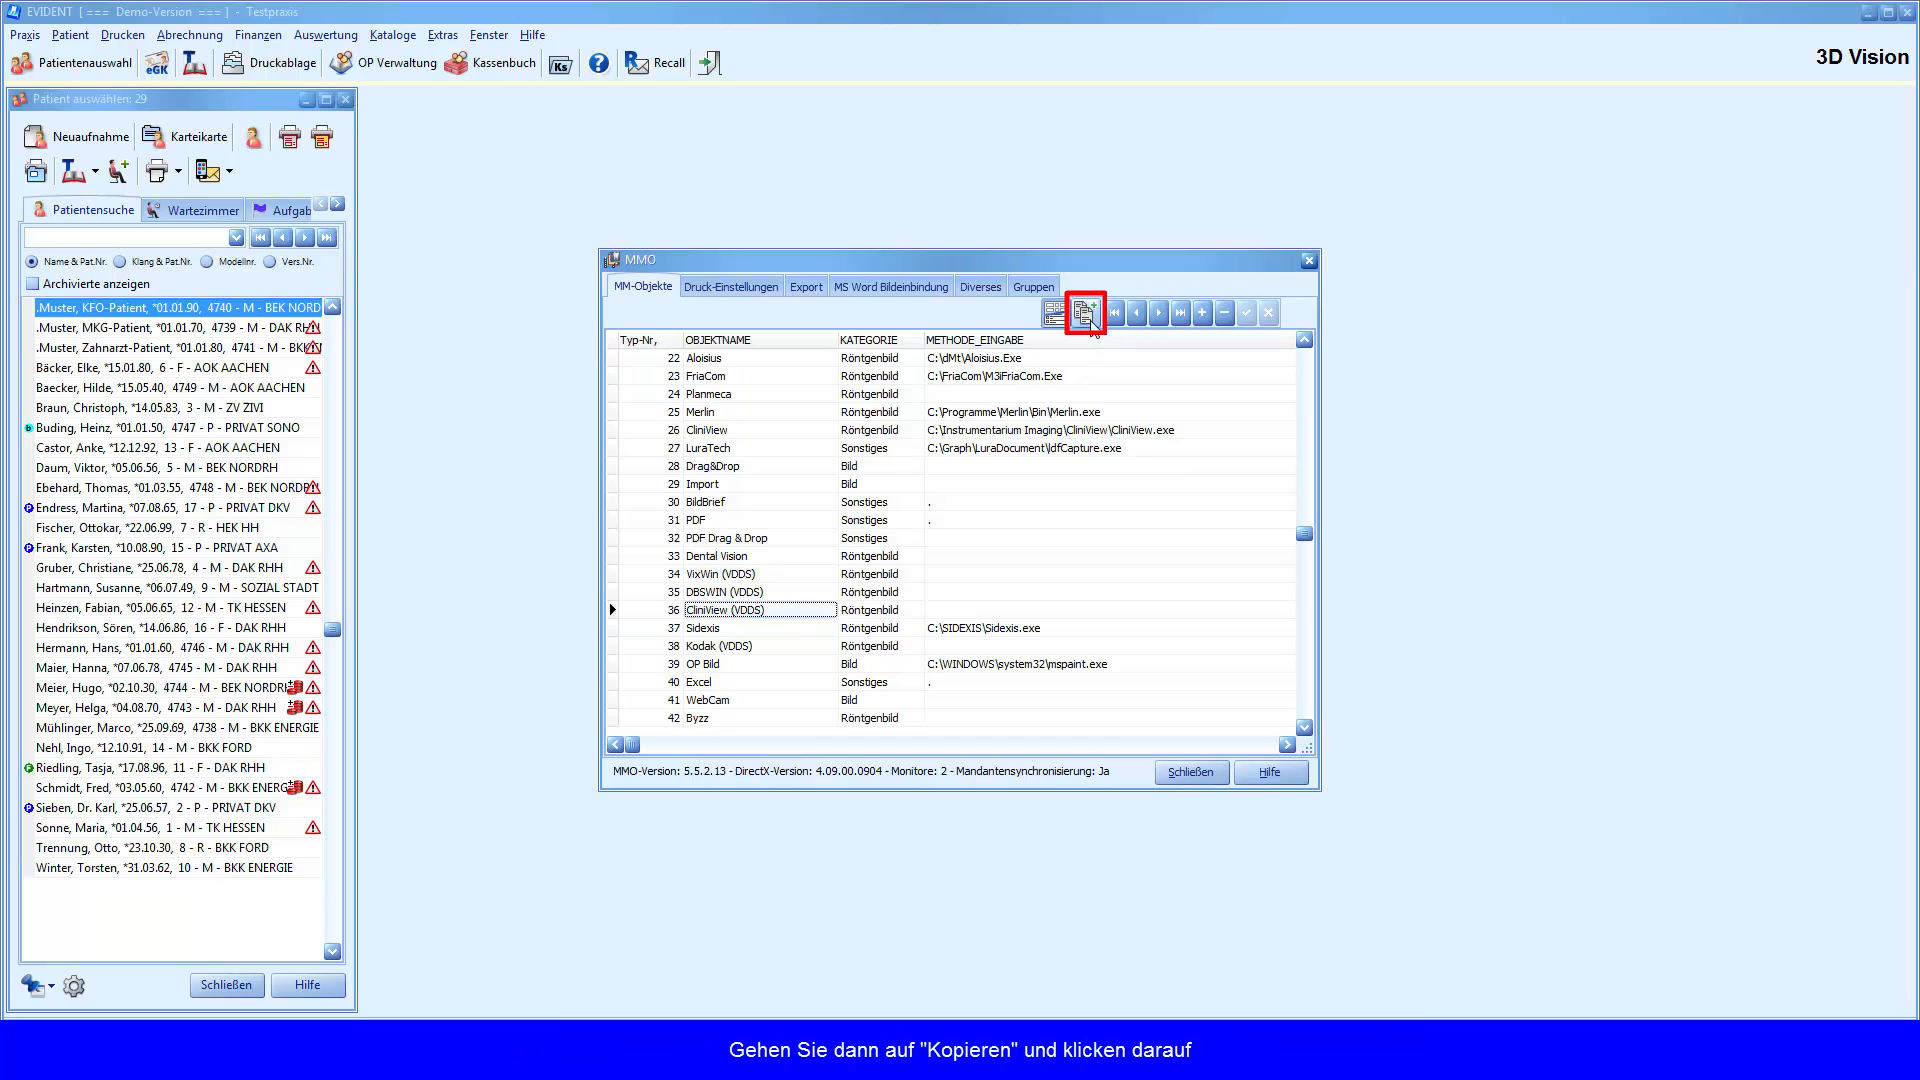 EVIDENT [ === Demo-Version === ] - Testpraxis
Praxis Patient Drucken Abrechnung Finanzen Auswertung Kataloge Extras Fenster Hilfe
Patientenauswahl eGK Druckablage OP Verwaltung Kassenbuch Ks Recall
3D Vision
Patient auswählen: 29
Neuaufnahme Karteikarte
Patientensuche Wartezimmer Aufgab
Name & Pat.Nr. Klang & Pat.Nr. Modellnr. Vers.Nr.
Archivierte anzeigen
.Muster, KFO-Patient, *01.01.90, 4740 - M - BEK NORD
.Muster, MKG-Patient, *01.01.70, 4739 - M - DAK RHH
.Muster, Zahnarzt-Patient, *01.01.80, 4741 - M - BKK
Bäcker, Elke, *15.01.80, 6 - F - AOK AACHEN
Baecker, Hilde, *15.05.40, 4749 - M - AOK AACHEN
Braun, Christoph, *14.05.83, 3 - M - ZV ZIVI
Buding, Heinz, *01.01.50, 4747 - P - PRIVAT SONO
Castor, Anke, *12.12.92, 13 - F - AOK AACHEN
Daum, Viktor, *05.06.56, 5 - M - BEK NORDRH
Ebehard, Thomas, *01.03.55, 4748 - M - BEK NORDRH
Endress, Martina, *07.08.65, 17 - P - PRIVAT DKV
Fischer, Ottokar, *22.06.99, 7 - R - HEK HH
Frank, Karsten, *10.08.90, 15 - P - PRIVAT AXA
Gruber, Christiane, *25.06.78, 4 - M - DAK RHH
Hartmann, Susanne, *06.07.49, 9 - M - SOZIAL STADT
Heinzen, Fabian, *05.06.65, 12 - M - TK HESSEN
Hendrikson, Sören, *14.06.86, 16 - F - DAK RHH
Hermann, Hans, *01.01.60, 4746 - M - DAK RHH
Maier, Hanna, *07.06.78, 4745 - M - DAK RHH
Meier, Hugo, *02.10.30, 4744 - M - BEK NORDRH
Meyer, Helga, *04.08.70, 4743 - M - DAK RHH
Mühlinger, Marco, *25.09.69, 4738 - M - BKK ENERGIE
Nehl, Ingo, *12.10.91, 14 - M - BKK FORD
Riedling, Tasja, *17.08.96, 11 - F - DAK RHH
Schmidt, Fred, *03.05.60, 4742 - M - BKK ENERG
Sieben, Dr. Karl, *25.06.57, 2 - P - PRIVAT DKV
Sonne, Maria, *01.04.56, 1 - M - TK HESSEN
Trennung, Otto, *23.10.30, 8 - R - BKK FORD
Winter, Torsten, *31.03.62, 10 - M - BKK ENERGIE
Schließen Hilfe
MMO
MM-Objekte Druck-Einstellungen Export MS Word Bildeinbindung Diverses Gruppen
Typ-Nr, OBJEKTNAME KATEGORIE METHODE_EINGABE
22 Aloisius Röntgenbild C:\dMt\Aloisius.Exe
23 FriaCom Röntgenbild C:\FriaCom\M3iFriaCom.Exe
24 Planmeca Röntgenbild
25 Merlin Röntgenbild C:\Programme\Merlin\Bin\Merlin.exe
26 CliniView Röntgenbild C:\Instrumentarium Imaging\CliniView\CliniView.exe
27 LuraTech Sonstiges C:\Graph\LuraDocument\ldfCapture.exe
28 Drag&Drop Bild
29 Import Bild
30 BildBrief Sonstiges .
31 PDF Sonstiges .
32 PDF Drag & Drop Sonstiges
33 Dental Vision Röntgenbild
34 VixWin (VDDS) Röntgenbild
35 DBSWIN (VDDS) Röntgenbild
36 CliniView (VDDS) Röntgenbild
37 Sidexis Röntgenbild C:\SIDEXIS\Sidexis.exe
38 Kodak (VDDS) Röntgenbild
39 OP Bild Bild C:\WINDOWS\system32\mspaint.exe
40 Excel Sonstiges .
41 WebCam Bild
42 Byzz Röntgenbild
MMO-Version: 5.5.2.13 - DirectX-Version: 4.09.00.0904 - Monitore: 2 - Mandantensynchronisierung: Ja
Schließen Hilfe
Gehen Sie dann auf "Kopieren" und klicken darauf